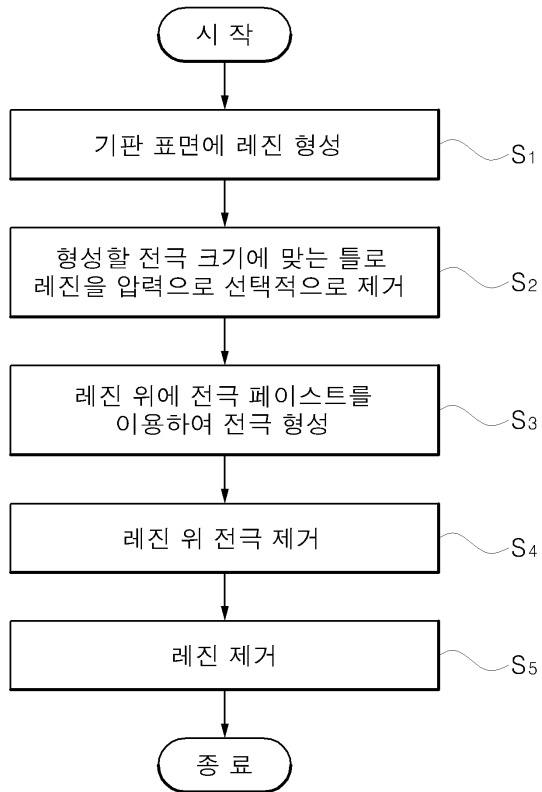 시 작
기판 표면에 레진 형성
S1
형성할 전극 크기에 맞는 틀로
레진을 압력으로 선택적으로 제거
S2
레진 위에 전극 페이스트를
이용하여 전극 형성
S3
레진 위 전극 제거
S4
레진 제거
S5
종 료